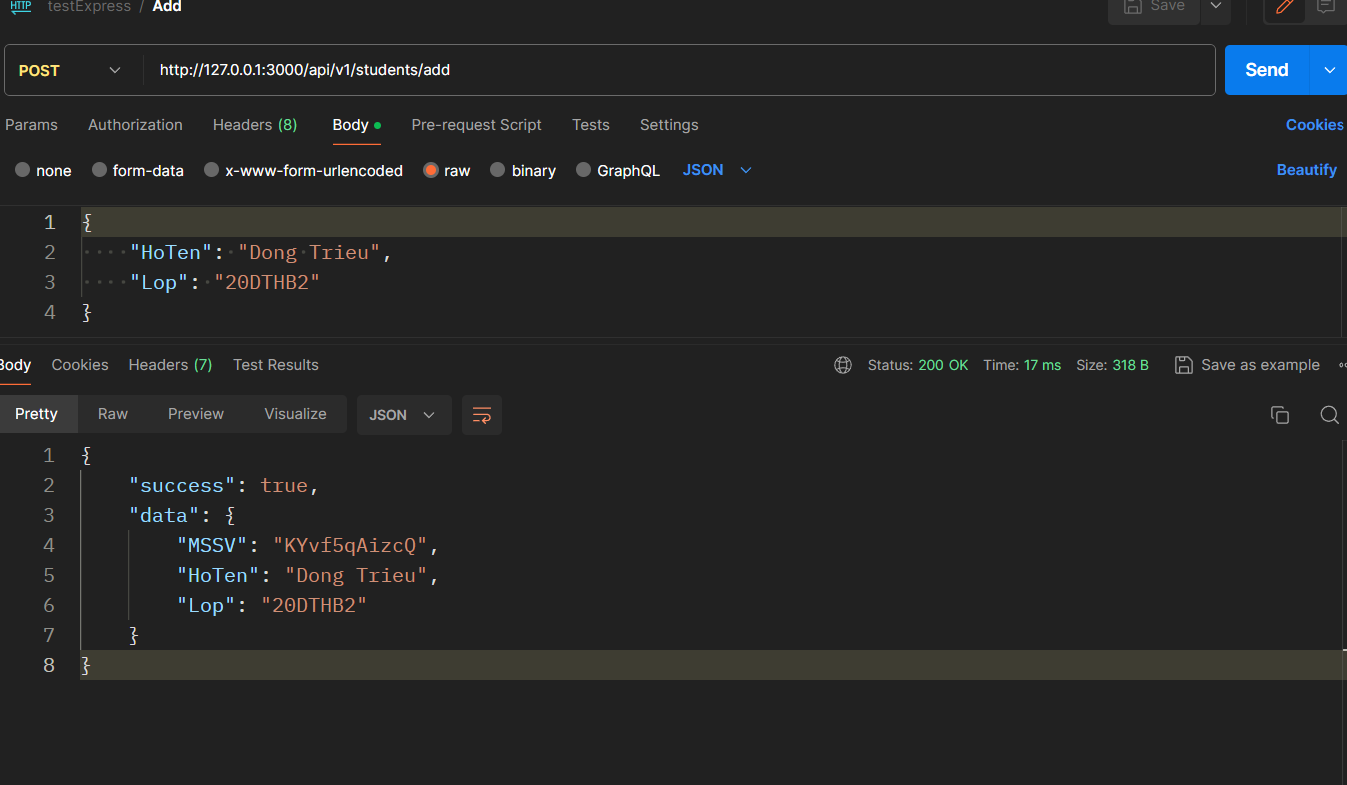 HTTP testExpress / Add Save
POST http://127.0.0.1:3000/api/v1/students/add Send
Params Authorization Headers (8) Body Pre-request Script Tests Settings Cookies
none form-data x-www-form-urlencoded raw binary GraphQL JSON Beautify
1 {
2 "HoTen": "Dong Trieu",
3 "Lop": "20DTHB2"
4 }
Body Cookies Headers (7) Test Results Status: 200 OK Time: 17 ms Size: 318 B Save as example
Pretty Raw Preview Visualize JSON
1 {
2 "success": true,
3 "data": {
4 "MSSV": "KYvf5qAizcQ",
5 "HoTen": "Dong Trieu",
6 "Lop": "20DTHB2"
7 }
8 }